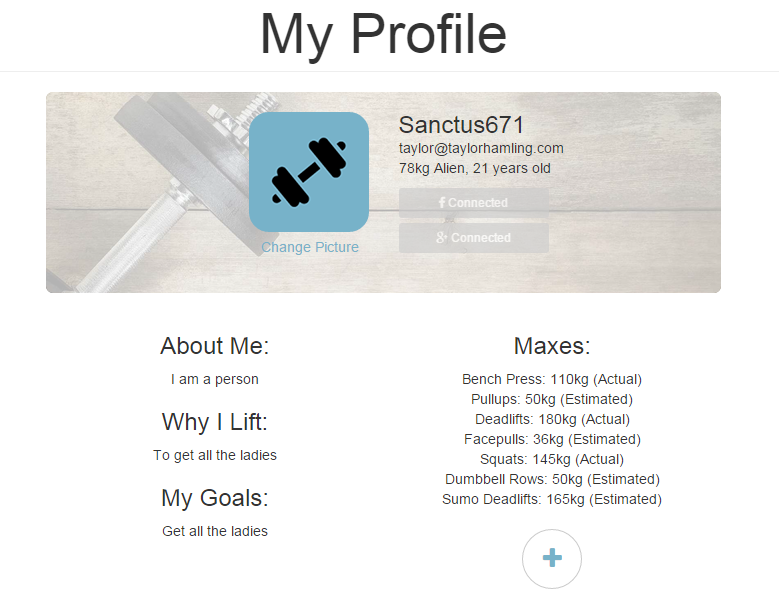 My Profile
Sanctus671
taylor@taylorhamling.com
78kg Alien, 21 years old
f Connected
g+ Connected
Change Picture
About Me:
I am a person
Why I Lift:
To get all the ladies
My Goals:
Get all the ladies
Maxes:
Bench Press: 110kg (Actual)
Pullups: 50kg (Estimated)
Deadlifts: 180kg (Actual)
Facepulls: 36kg (Estimated)
Squats: 145kg (Actual)
Dumbbell Rows: 50kg (Estimated)
Sumo Deadlifts: 165kg (Estimated)